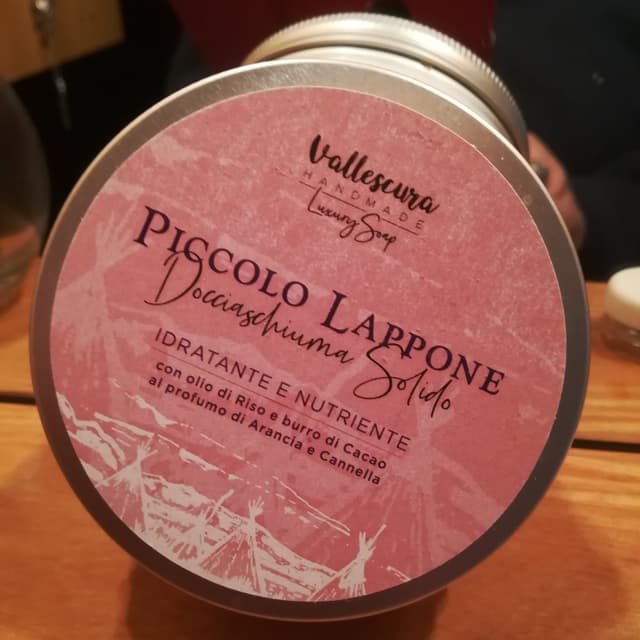 Vallescura
HANDMADE
Luxury Soap
PICCOLO LAPPONE
Docciaschiuma Solido
IDRATANTE E NUTRIENTE
con olio di Riso e burro di Cacao
al profumo di Arancia e Cannella